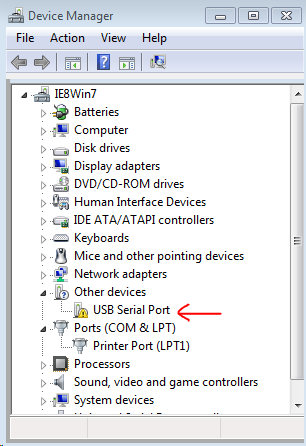 Device Manager
File Action View Help
IE8Win7
Batteries
Computer
Disk drives
Display adapters
DVD/CD-ROM drives
Human Interface Devices
IDE ATA/ATAPI controllers
Keyboards
Mice and other pointing devices
Network adapters
Other devices
USB Serial Port
Ports (COM & LPT)
Printer Port (LPT1)
Processors
Sound, video and game controllers
System devices